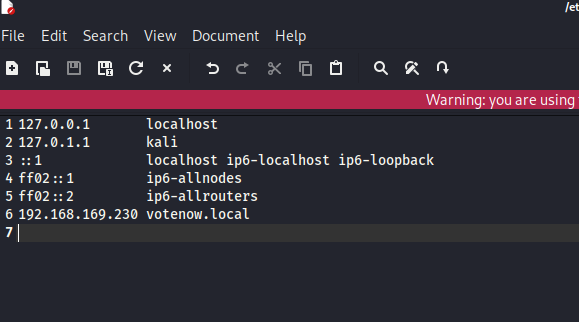 /et
File Edit Search View Document Help
Warning: you are using
1 127.0.0.1 localhost
2 127.0.1.1 kali
3 ::1 localhost ip6-localhost ip6-loopback
4 ff02::1 ip6-allnodes
5 ff02::2 ip6-allrouters
6 192.168.169.230 votenow.local
7